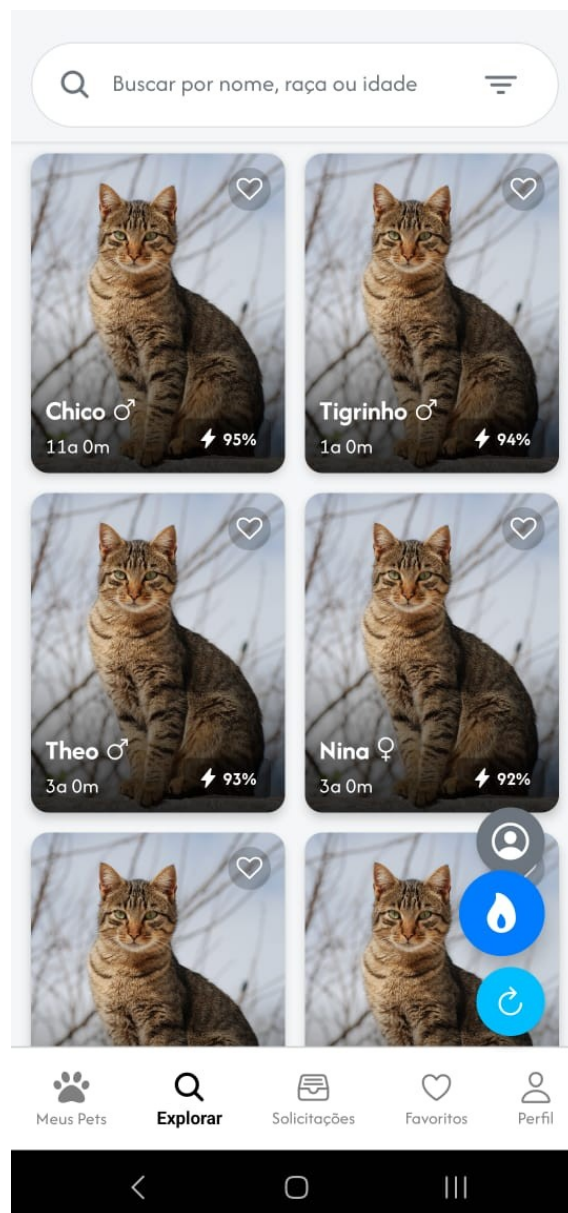 Buscar por nome, raça ou idade
Chico ♂
11a 0m
95%
Tigrinho ♂
1a 0m
94%
Theo ♂
3a 0m
93%
Nina ♀
3a 0m
92%
Meus Pets
Explorar
Solicitações
Favoritos
Perfil